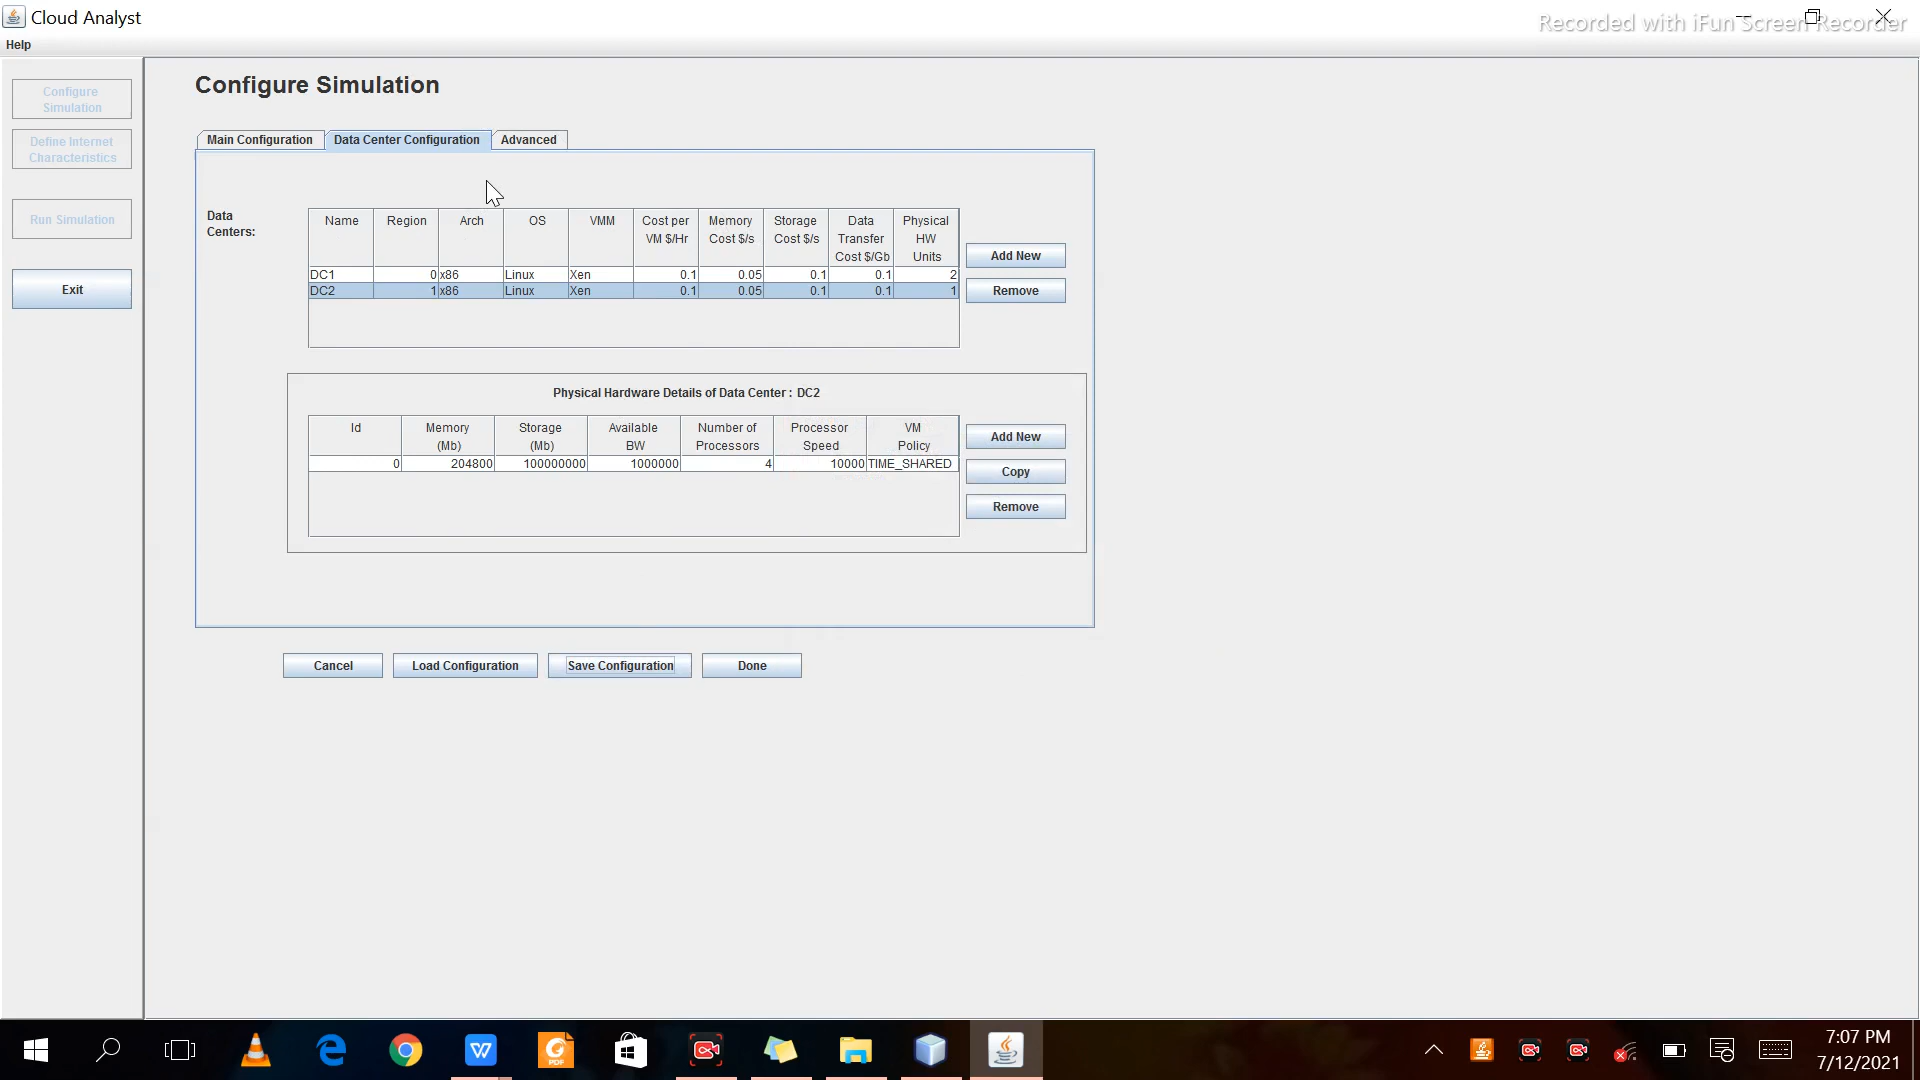 Cloud Analyst
Recorded with iFun Screen Recorder
Help
Configure
Simulation
Define Internet
Characteristics
Run Simulation
Exit
Configure Simulation
Main Configuration Data Center Configuration Advanced
Data
Centers:
Name Region Arch OS VMM Cost per VM $/Hr Memory Cost $/s Storage Cost $/s Data Transfer Cost $/Gb Physical HW Units
DC1 0 x86 Linux Xen 0.1 0.05 0.1 0.1 2
DC2 1 x86 Linux Xen 0.1 0.05 0.1 0.1 1
Add New
Remove
Physical Hardware Details of Data Center : DC2
Id Memory (Mb) Storage (Mb) Available BW Number of Processors Processor Speed VM Policy
0 204800 100000000 1000000 4 10000 TIME_SHARED
Add New
Copy
Remove
Cancel Load Configuration Save Configuration Done
W
PDF
7:07 PM
7/12/2021